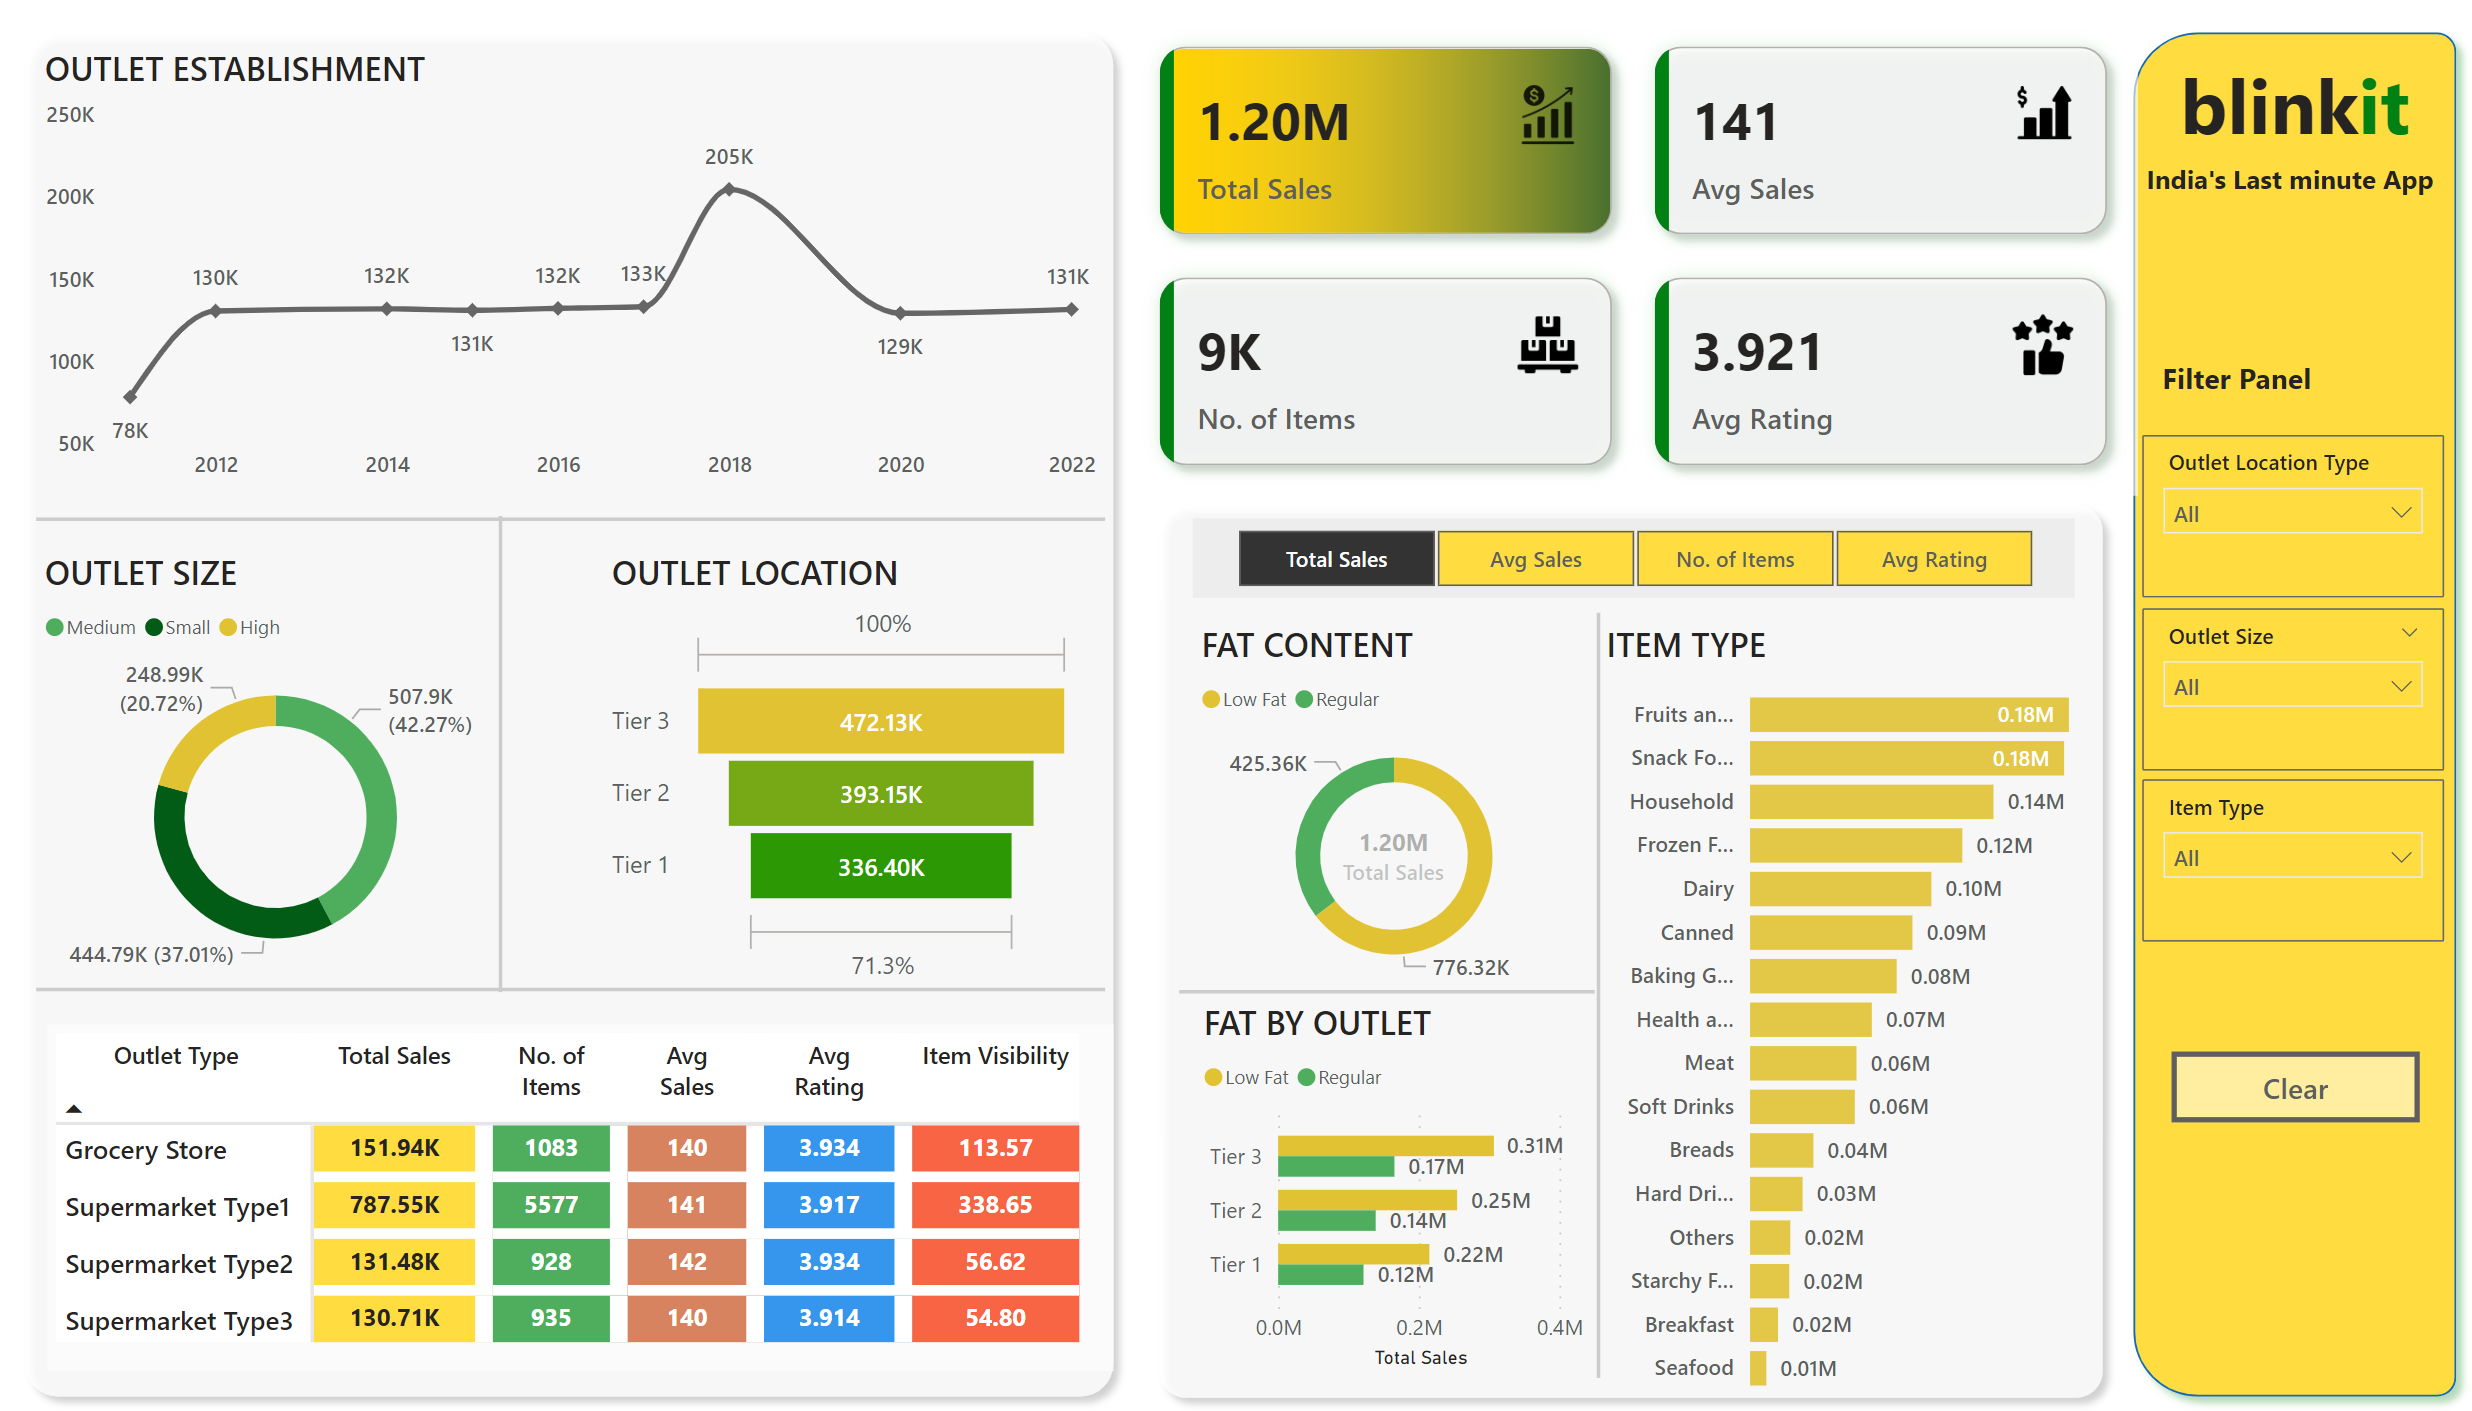 OUTLET ESTABLISHMENT
250K
200K
150K
100K
50K
78K
130K
132K
131K
132K
133K
205K
129K
131K
2012
2014
2016
2018
2020
2022
OUTLET SIZE
Medium
Small
High
248.99K
(20.72%)
507.9K
(42.27%)
444.79K (37.01%)
OUTLET LOCATION
100%
Tier 3
472.13K
Tier 2
393.15K
Tier 1
336.40K
71.3%
Outlet Type
Total Sales
No. of
Items
Avg
Sales
Avg
Rating
Item Visibility
Grocery Store 151.94K 1083 140 3.934 113.57
Supermarket Type1 787.55K 5577 141 3.917 338.65
Supermarket Type2 131.48K 928 142 3.934 56.62
Supermarket Type3 130.71K 935 140 3.914 54.80
1.20M
Total Sales
141
Avg Sales
9K
No. of Items
3.921
Avg Rating
Total Sales
Avg Sales
No. of Items
Avg Rating
FAT CONTENT
Low Fat
Regular
425.36K
1.20M
Total Sales
776.32K
FAT BY OUTLET
Low Fat
Regular
Tier 3
0.31M
0.17M
Tier 2
0.25M
0.14M
Tier 1
0.22M
0.12M
0.0M
0.2M
0.4M
Total Sales
ITEM TYPE
Fruits an... 0.18M
Snack Fo... 0.18M
Household 0.14M
Frozen F... 0.12M
Dairy 0.10M
Canned 0.09M
Baking G... 0.08M
Health a... 0.07M
Meat 0.06M
Soft Drinks 0.06M
Breads 0.04M
Hard Dri... 0.03M
Others 0.02M
Starchy F... 0.02M
Breakfast 0.02M
Seafood 0.01M
blinkit
India's Last minute App
Filter Panel
Outlet Location Type
All
Outlet Size
All
Item Type
All
Clear